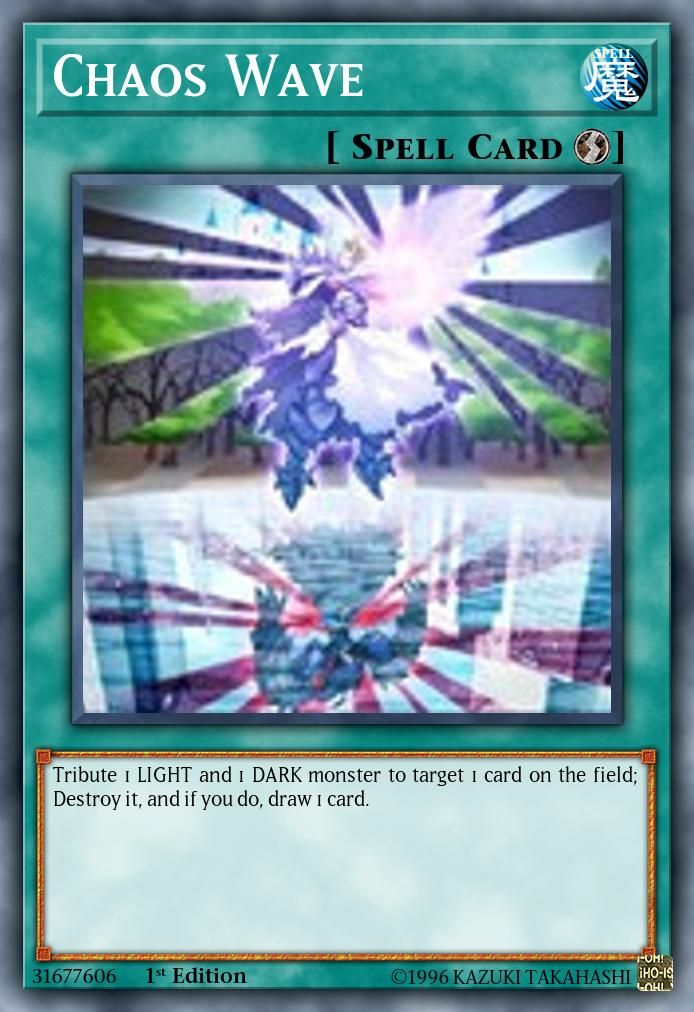 CHAOS WAVE
SPELL
魔
[ SPELL CARD ]
Tribute 1 LIGHT and 1 DARK monster to target 1 card on the field;
Destroy it, and if you do, draw 1 card.
31677606 1st Edition ©1996 KAZUKI TAKAHASHI